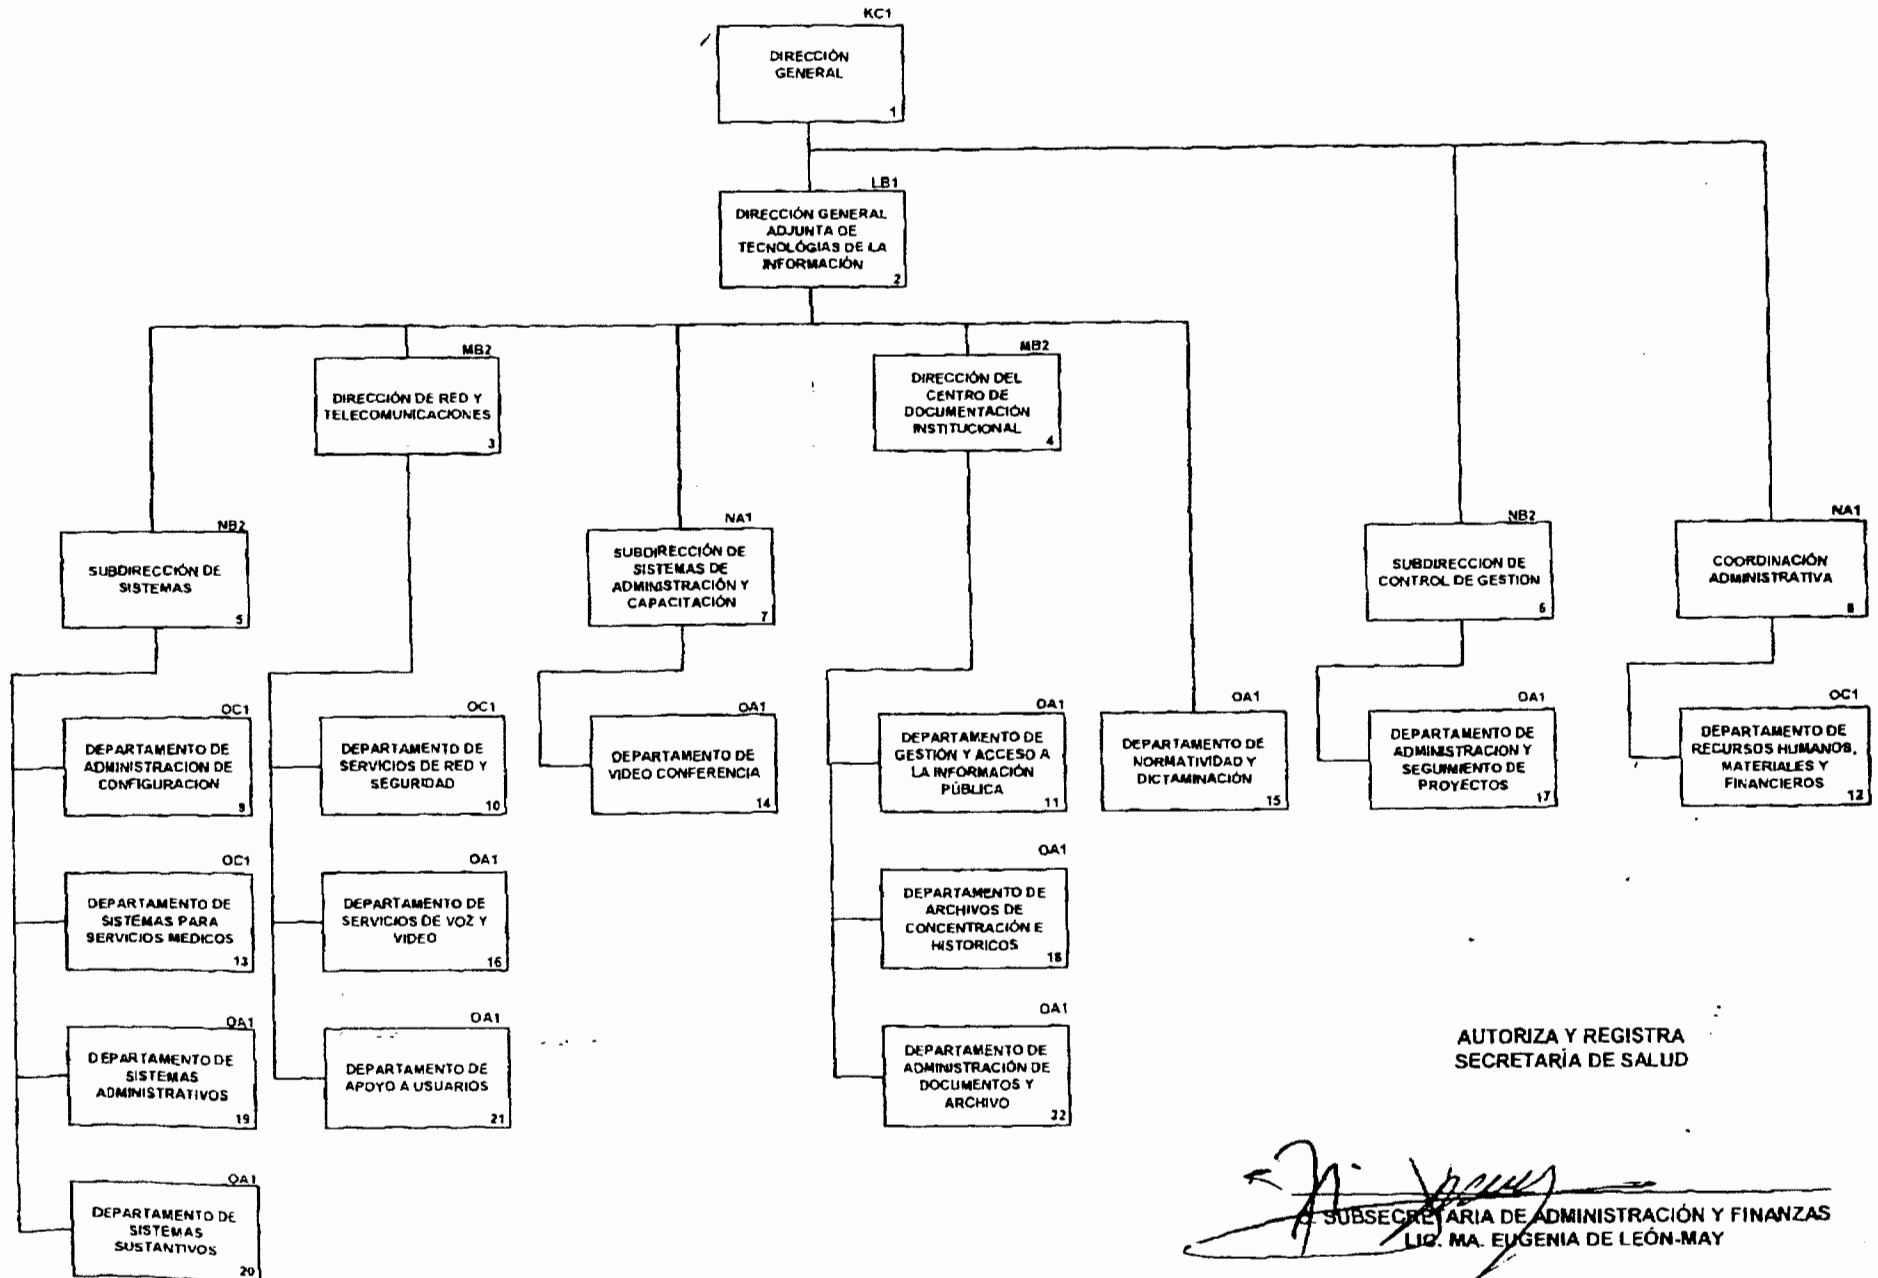 KC1
DIRECCIÓN
GENERAL
1
LB1
DIRECCIÓN GENERAL
ADJUNTA DE
TECNOLÓGIAS DE LA
INFORMACIÓN
2
MB2
DIRECCIÓN DE RED Y
TELECOMUNICACIONES
3
MB2
DIRECCIÓN DEL
CENTRO DE
DOCUMENTACIÓN
INSTITUCIONAL
4
NB2
SUBDIRECCIÓN DE
SISTEMAS
5
NA1
SUBDIRECCIÓN DE
SISTEMAS DE
ADMINISTRACIÓN Y
CAPACITACIÓN
7
NB2
SUBDIRECCION DE
CONTROL DE GESTION
6
NA1
COORDINACIÓN
ADMINISTRATIVA
8
OC1
DEPARTAMENTO DE
ADMINISTRACION DE
CONFIGURACION
9
OC1
DEPARTAMENTO DE
SERVICIOS DE RED Y
SEGURIDAD
10
OA1
DEPARTAMENTO DE
VIDEO CONFERENCIA
14
OA1
DEPARTAMENTO DE
GESTIÓN Y ACCESO A
LA INFORMACIÓN
PÚBLICA
11
OA1
DEPARTAMENTO DE
NORMATIVIDAD Y
DICTAMINACIÓN
15
OA1
DEPARTAMENTO DE
ADMINISTRACION Y
SEGUIMIENTO DE
PROYECTOS
17
OC1
DEPARTAMENTO DE
RECURSOS HUMANOS,
MATERIALES Y
FINANCIEROS
12
OC1
DEPARTAMENTO DE
SISTEMAS PARA
SERVICIOS MEDICOS
13
OA1
DEPARTAMENTO DE
SERVICIOS DE VOZ Y
VIDEO
16
OA1
DEPARTAMENTO DE
ARCHIVOS DE
CONCENTRACIÓN E
HISTORICOS
18
OA1
DEPARTAMENTO DE
SISTEMAS
ADMINISTRATIVOS
19
OA1
DEPARTAMENTO DE
APOYO A USUARIOS
21
OA1
DEPARTAMENTO DE
ADMINISTRACIÓN DE
DOCUMENTOS Y
ARCHIVO
22
OA1
DEPARTAMENTO DE
SISTEMAS
SUSTANTIVOS
20
AUTORIZA Y REGISTRA
SECRETARÍA DE SALUD
SUBSECRETARIA DE ADMINISTRACIÓN Y FINANZAS
LIC. MA. EUGENIA DE LEÓN-MAY